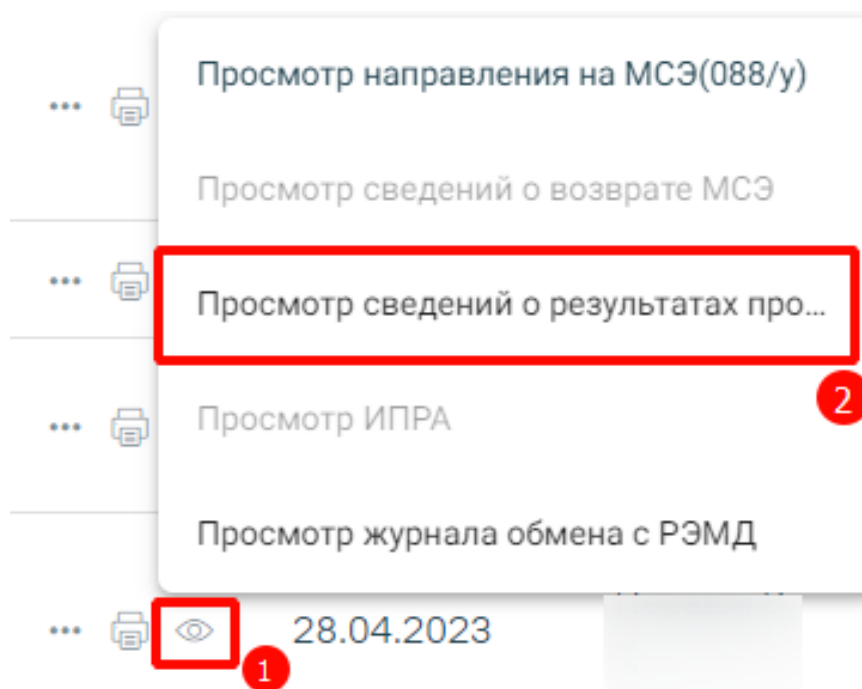 Просмотр направления на МСЭ(088/у)
Просмотр сведений о возврате МСЭ
Просмотр сведений о результатах про...
2
Просмотр ИПРА
Просмотр журнала обмена с РЭМД
28.04.2023
1